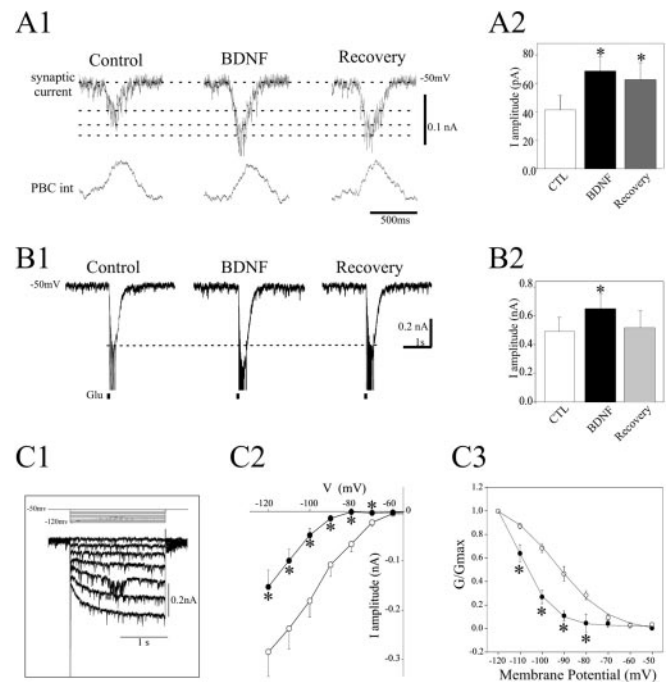 A1
Control
BDNF
Recovery
synaptic
current
-50mV
0.1 nA
PBC int
500ms
A2
I amplitude (pA)
80
60
40
20
0
*
*
CTL
BDNF
Recovery
B1
Control
BDNF
Recovery
-50mV
0.2 nA
1s
Glu
B2
I amplitude (nA)
0.8
0.6
0.4
0.2
0.0
*
CTL
BDNF
Recovery
C1
-50mv
-120mv
0.2nA
1 s
C2
V (mV)
-120
-100
-80
-60
0
-0.1
-0.2
-0.3
I amplitude (nA)
* * * * * *
C3
G/Gmax
1.0
0.8
0.6
0.4
0.2
0.0
* * * *
-120 -110 -100 -90 -80 -70 -60 -50
Membrane Potential (mV)